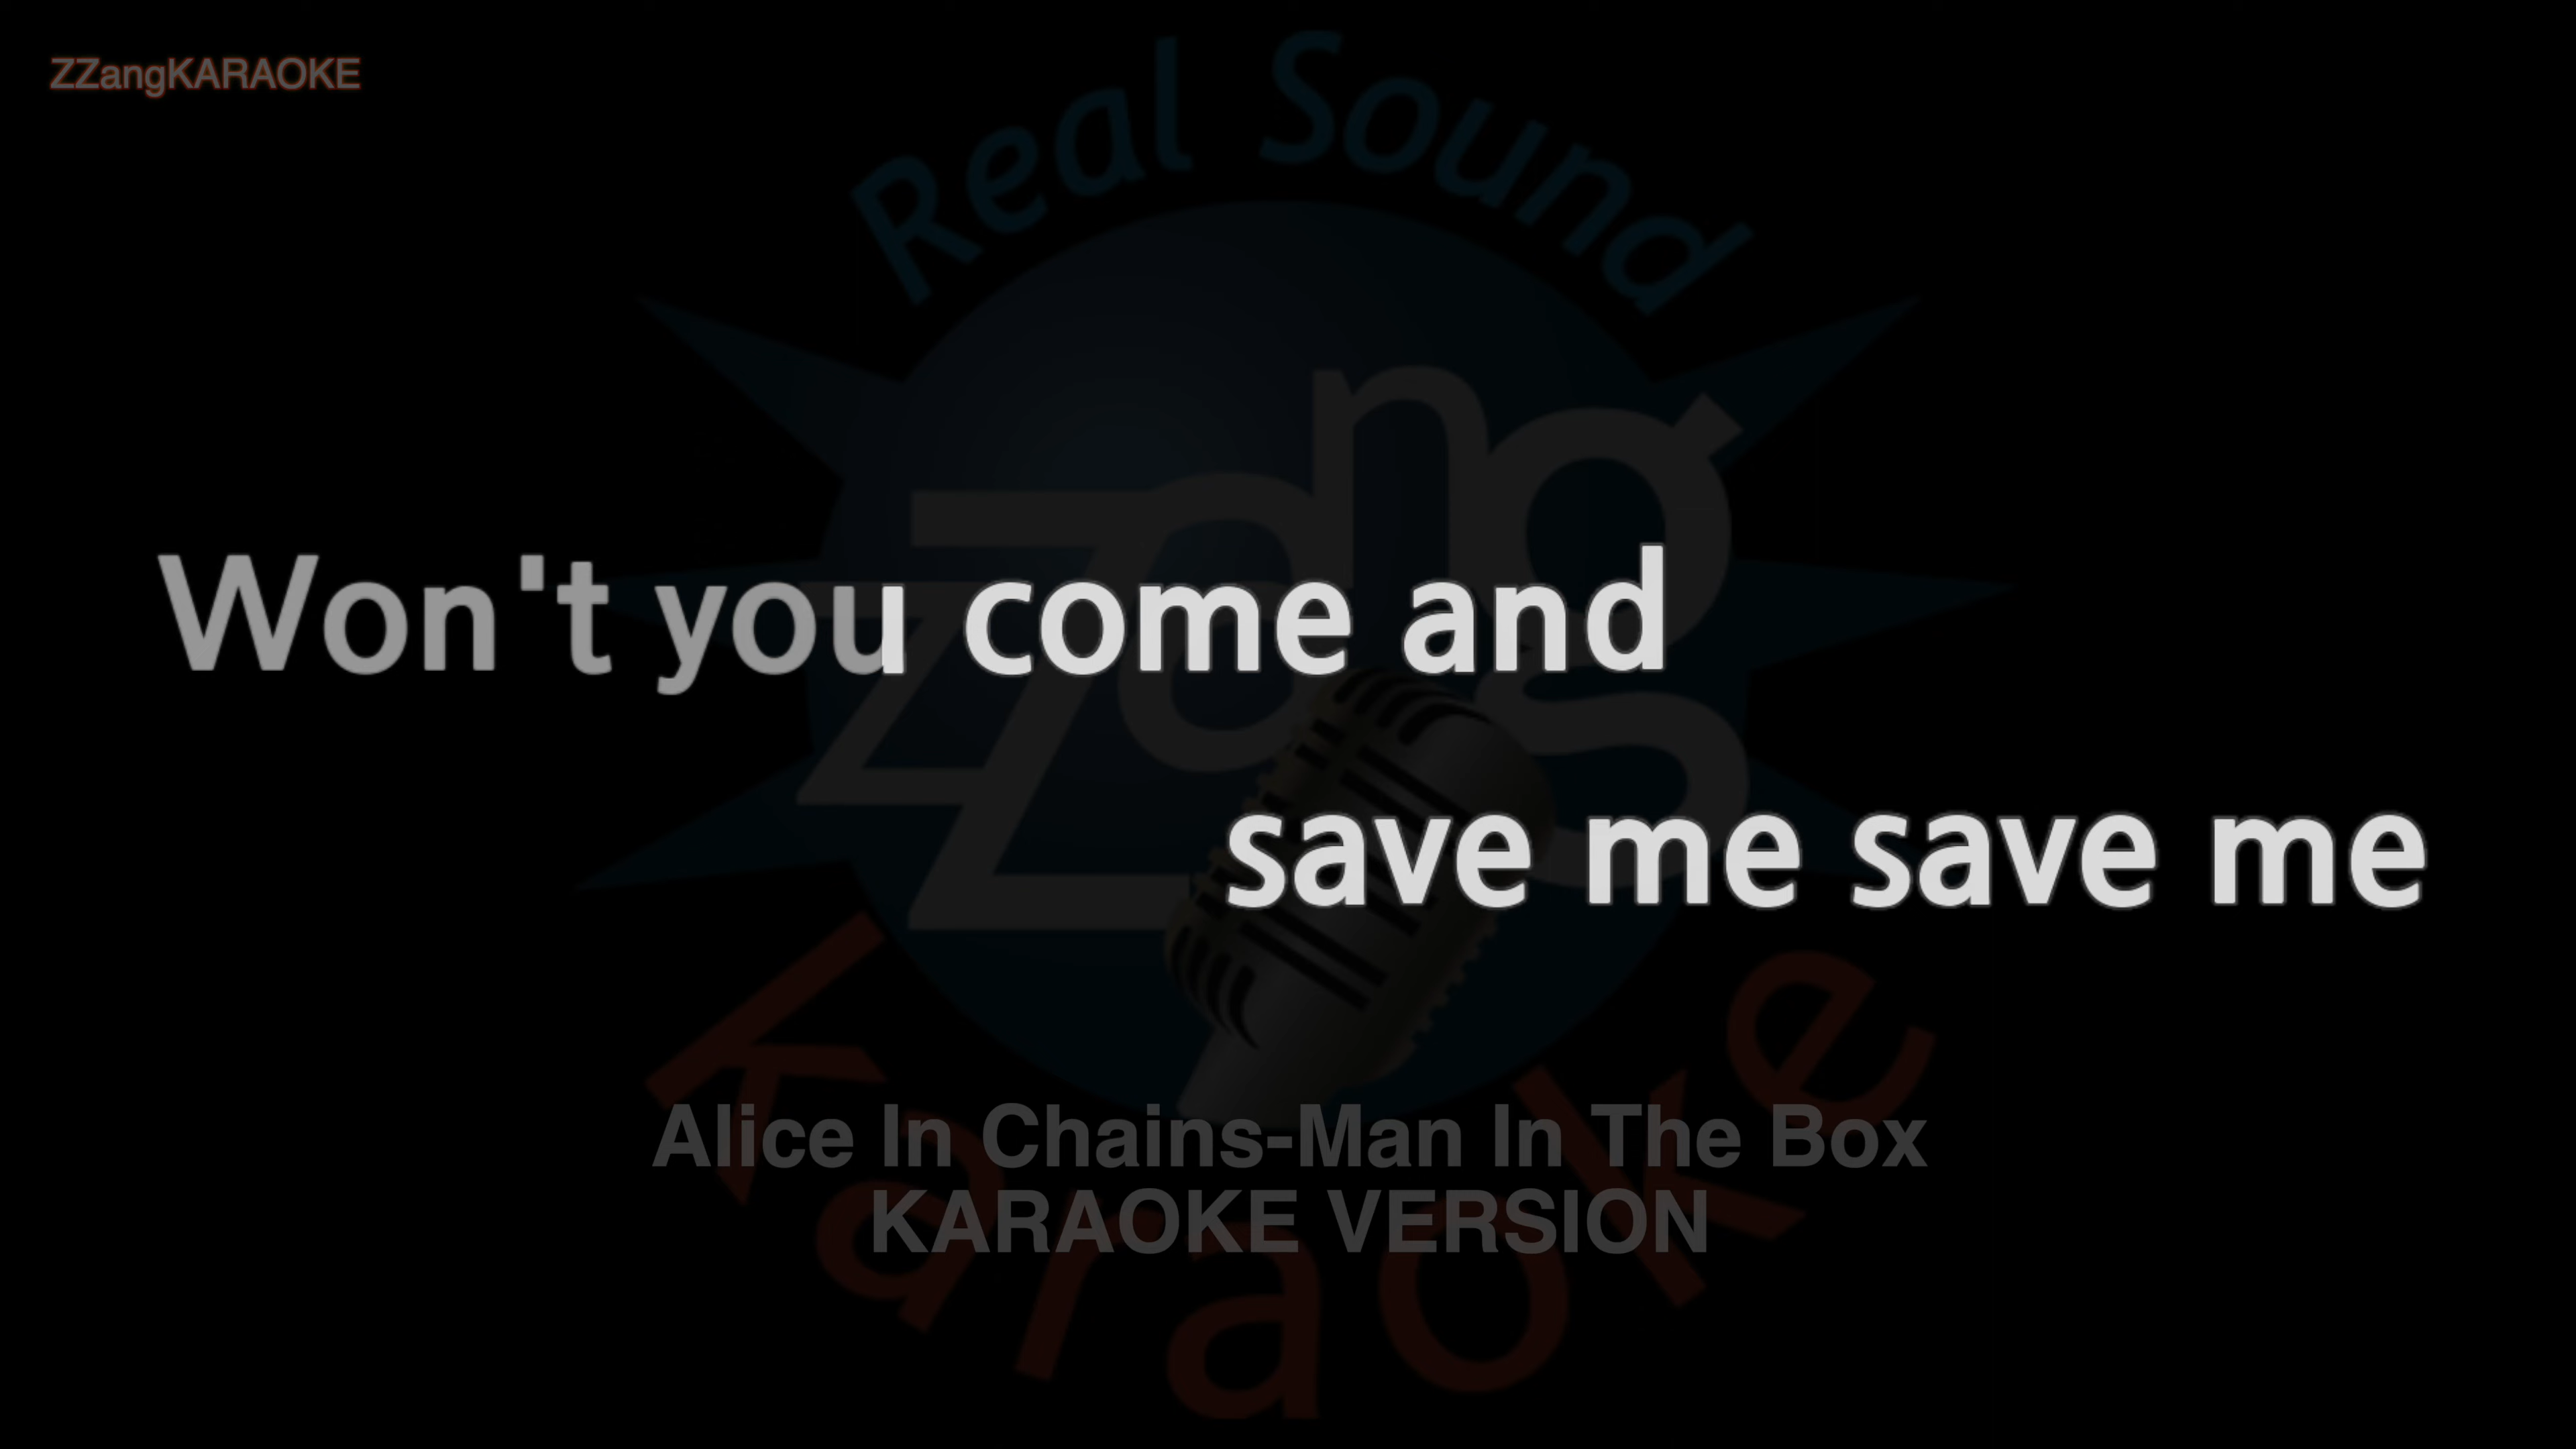 ZZangKARAOKE
Real Sound
ZZang
Won't you come and
save me save me
Karaoke
Alice In Chains-Man In The Box
KARAOKE VERSION